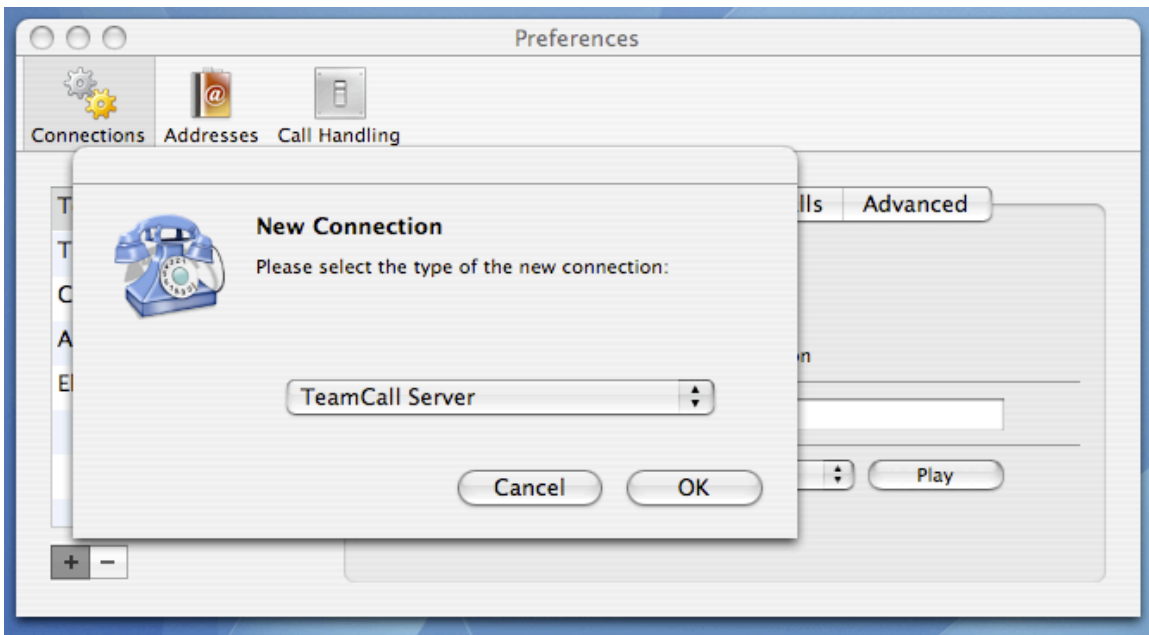 Preferences
Connections Addresses Call Handling
Advanced
New Connection
Please select the type of the new connection:
TeamCall Server
Cancel OK
Play
+ −